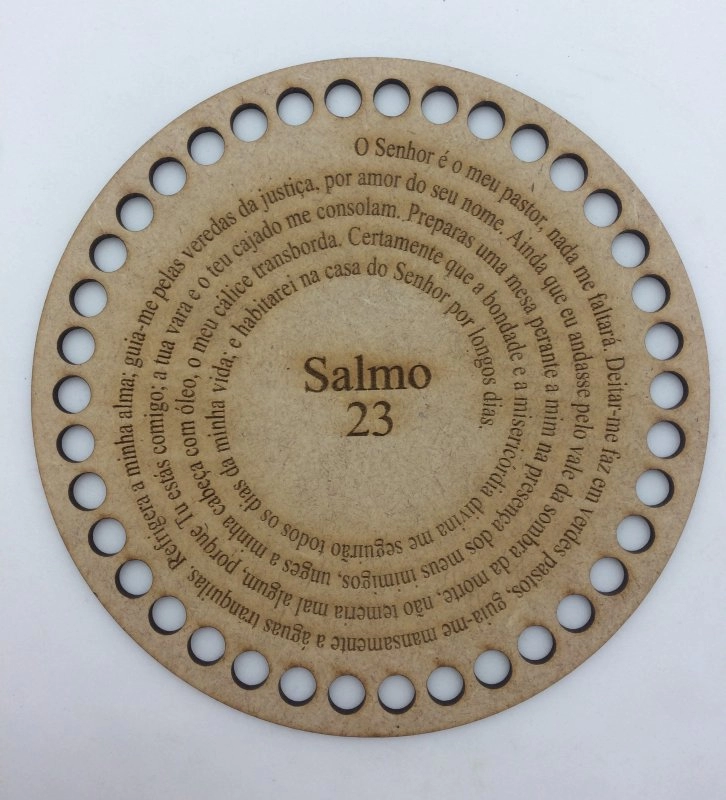 O Senhor é o meu pastor, nada me faltará. Deitar-me faz em verdes pastos, guia-me mansamente a águas tranquilas. Refrigera a minha alma; guia-me pelas veredas da justiça, por amor do seu nome. Ainda que eu andasse pelo vale da sombra da morte, não temeria mal algum, porque Tu estas comigo; a tua vara e o teu cajado me consolam. Preparas uma mesa perante a mim na presença dos meus inimigos, unges a minha cabeça com óleo, o meu cálice transborda. Certamente que a bondade e a misericórdia divina me seguirão todos os dias da minha vida; e habitarei na casa do Senhor por longos dias.
Salmo
23